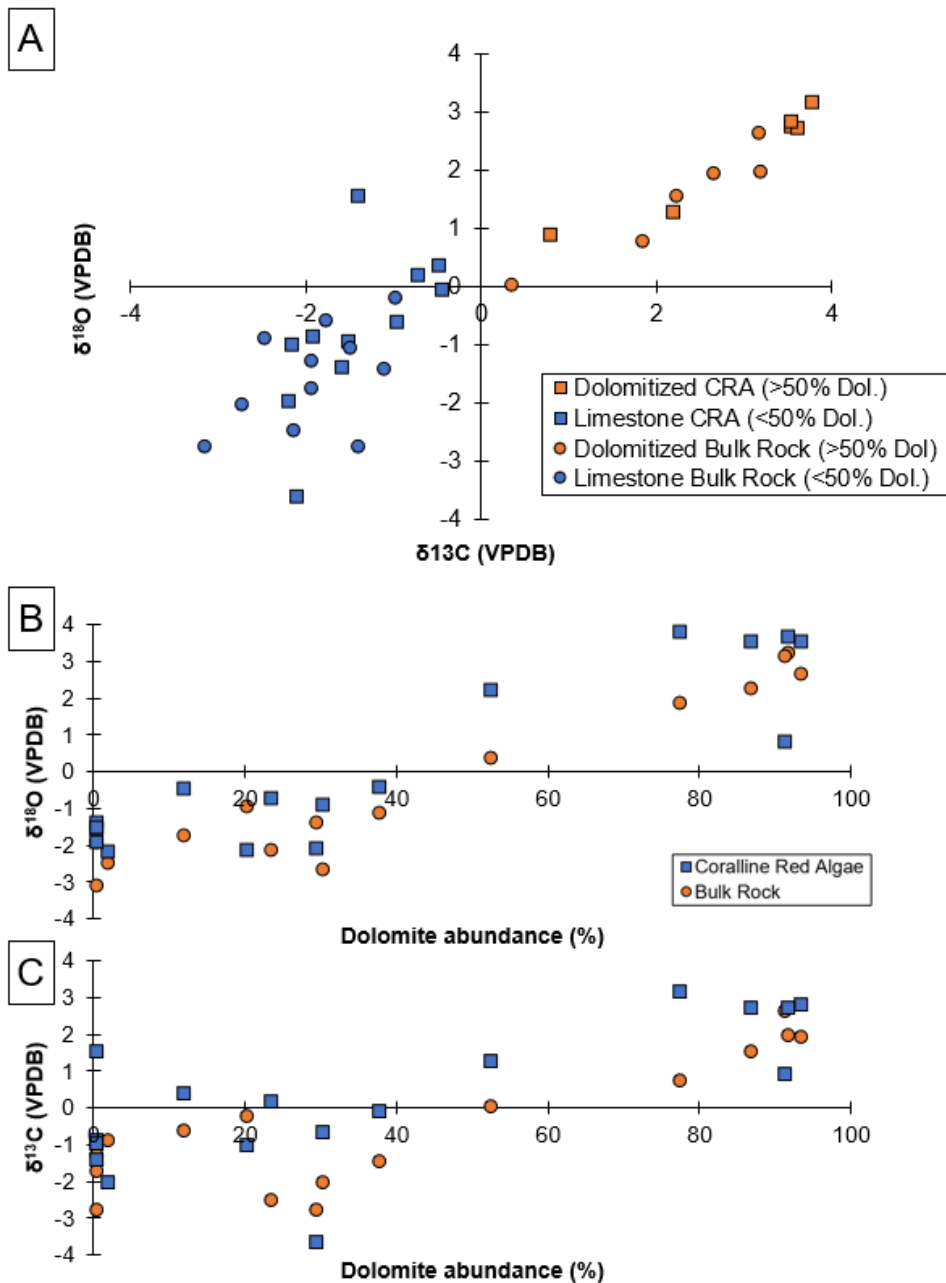 A
δ¹⁸O (VPDB)
4
3
2
1
0
-1
-2
-3
-4
-4
-2
0
2
4
Dolomitized CRA (>50% Dol.)
Limestone CRA (<50% Dol.)
Dolomitized Bulk Rock (>50% Dol)
Limestone Bulk Rock (<50% Dol.)
δ13C (VPDB)
B
δ¹⁸O (VPDB)
4
3
2
1
0
-1
-2
-3
-4
0
20
40
60
80
100
Coralline Red Algae
Bulk Rock
Dolomite abundance (%)
C
δ¹³C (VPDB)
4
3
2
1
0
-1
-2
-3
-4
0
20
40
60
80
100
Dolomite abundance (%)